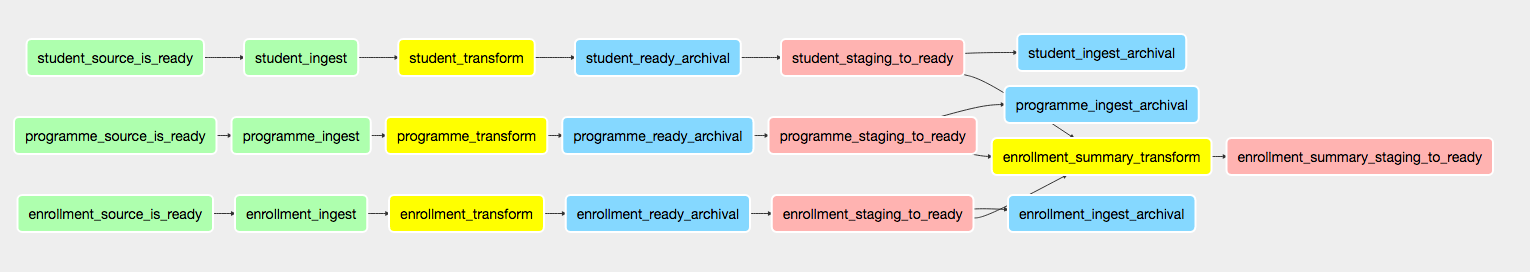 student_source_is_ready
student_ingest
student_transform
student_ready_archival
student_staging_to_ready
student_ingest_archival
programme_source_is_ready
programme_ingest
programme_transform
programme_ready_archival
programme_staging_to_ready
programme_ingest_archival
enrollment_summary_transform
enrollment_summary_staging_to_ready
enrollment_source_is_ready
enrollment_ingest
enrollment_transform
enrollment_ready_archival
enrollment_staging_to_ready
enrollment_ingest_archival